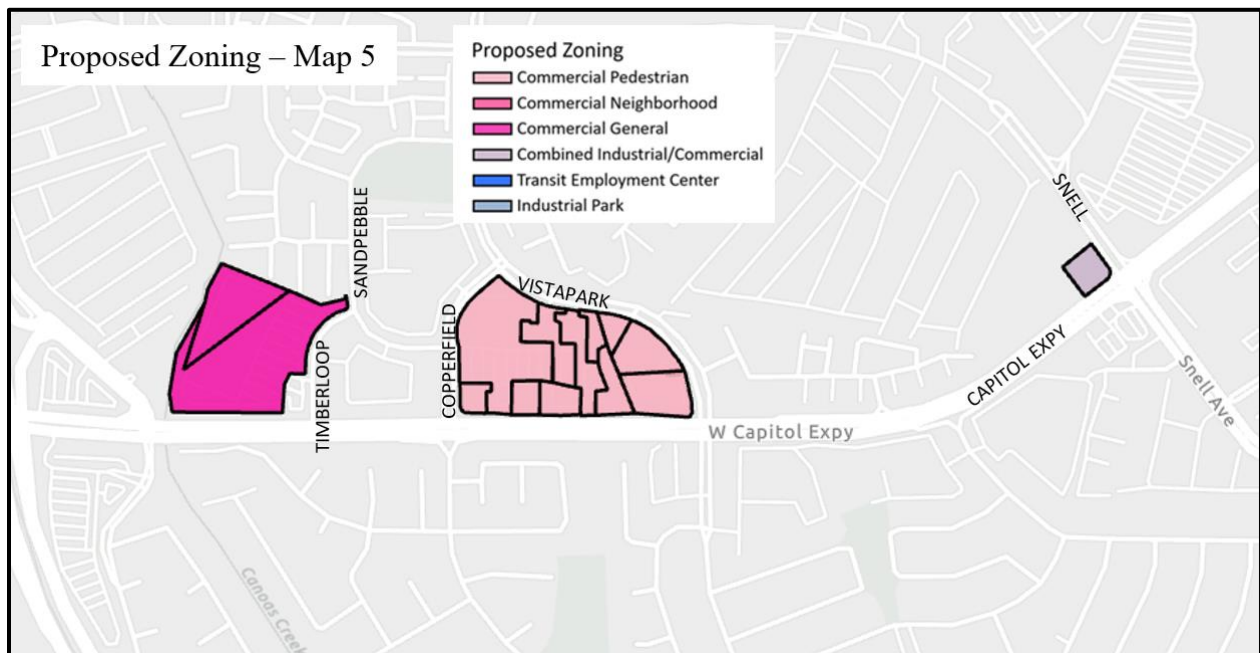 Proposed Zoning – Map 5
Proposed Zoning
Commercial Pedestrian
Commercial Neighborhood
Commercial General
Combined Industrial/Commercial
Transit Employment Center
Industrial Park
SANDPEBBLE
TIMBERLOOP
COPPERFIELD
VISTAPARK
SNELL
CAPITOL EXPY
W Capitol Expy
Snell Ave
Canoas Creek